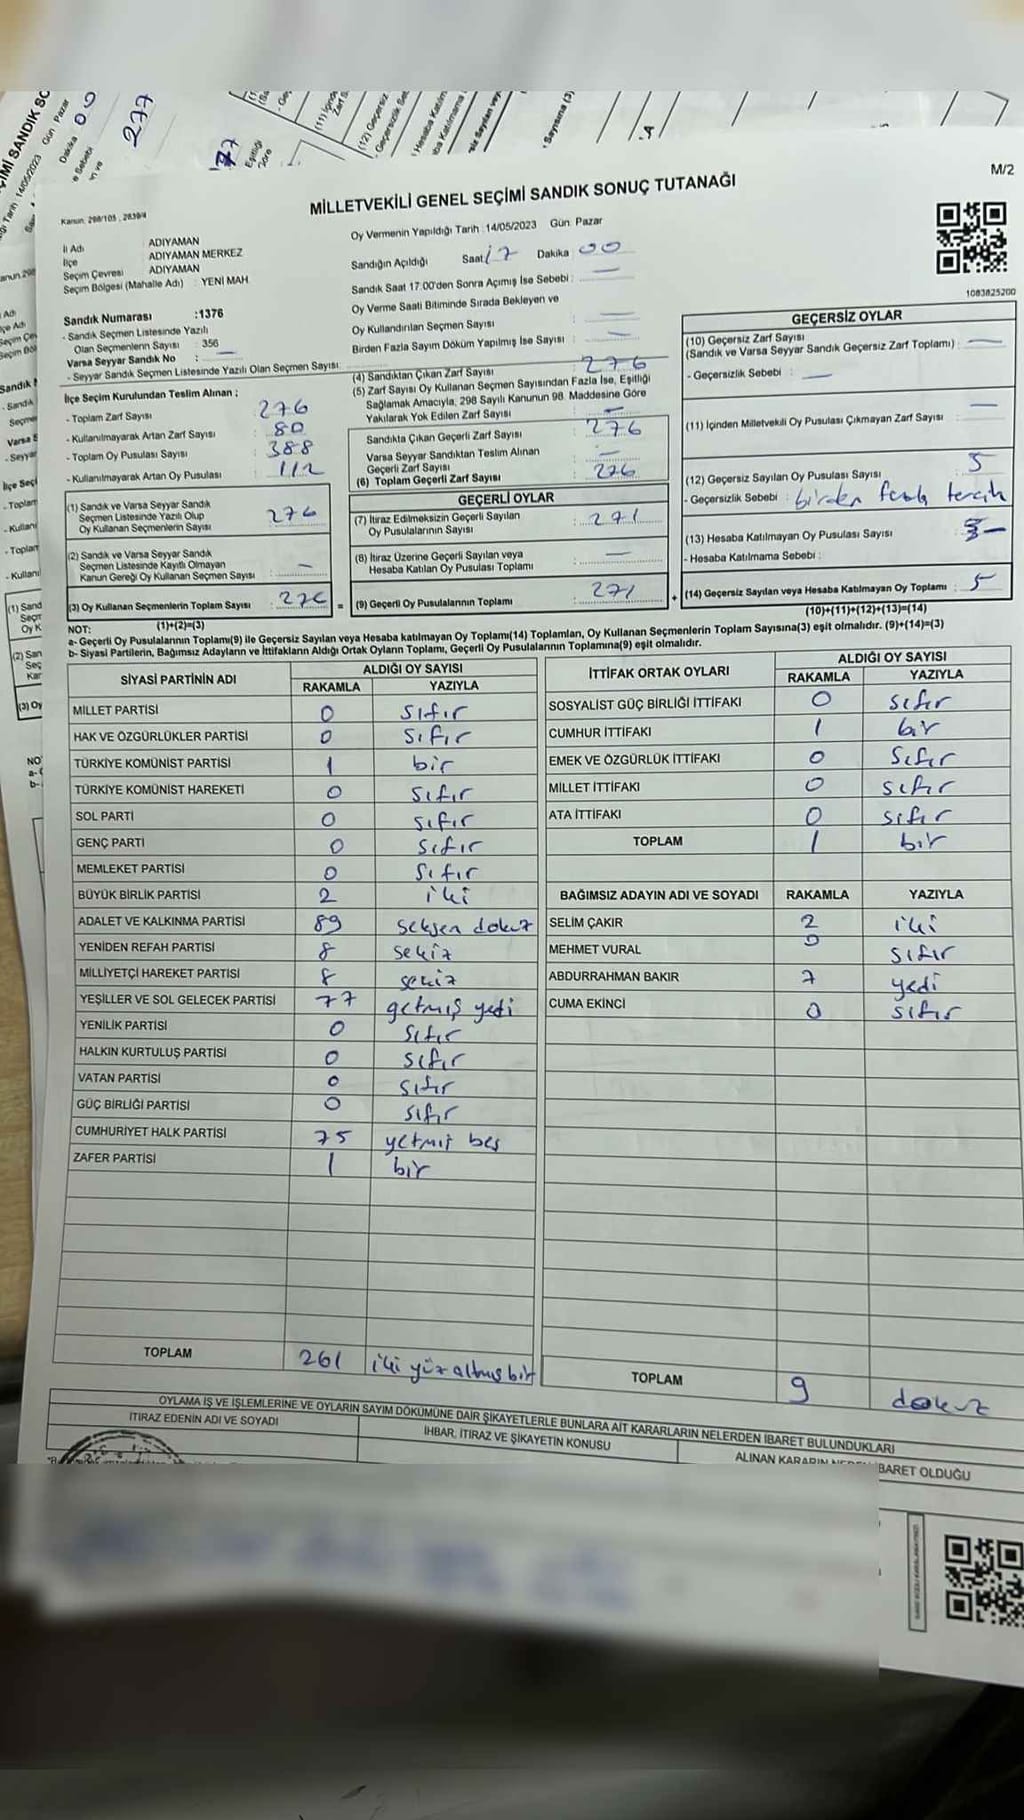 MİLLETVEKİLİ GENEL SEÇİMİ SANDIK SONUÇ TUTANAĞI
M/2
Kanun: 298/105 , 2839/4
İl Adı : ADIYAMAN
İlçe : ADIYAMAN MERKEZ
Seçim Çevresi : ADIYAMAN
Seçim Bölgesi (Mahalle Adı) : YENİ MAH
Sandık Numarası :1376
- Sandık Seçmen Listesinde Yazılı
Olan Seçmenlerin Sayısı : 356
Varsa Seyyar Sandık No : —
- Seyyar Sandık Seçmen Listesinde Yazılı Olan Seçmen Sayısı
İlçe Seçim Kurulundan Teslim Alınan ;
- Toplam Zarf Sayısı : 276
- Kullanılmayarak Artan Zarf Sayısı : 80
- Toplam Oy Pusulası Sayısı : 388
- Kullanılmayarak Artan Oy Pusulası : 112
(1) Sandık ve Varsa Seyyar Sandık
Seçmen Listesinde Yazılı Olup
Oy Kullanan Seçmenlerin Sayısı : 276
(2) Sandık ve Varsa Seyyar Sandık
Seçmen Listesinde Kayıtlı Olmayan
Kanun Gereği Oy Kullanan Seçmen Sayısı : —
(3) Oy Kullanan Seçmenlerin Toplam Sayısı : 276
(1)+(2)=(3)
Oy Vermenin Yapıldığı Tarih : 14/05/2023 Gün: Pazar
Sandığın Açıldığı Saat 17 Dakika 00
Sandık Saat 17.00'den Sonra Açımış İse Sebebi : —
Oy Verme Saati Bitiminde Sırada Bekleyen ve
Oy Kullandırılan Seçmen Sayısı : —
Birden Fazla Sayım Döküm Yapılmış İse Sayısı : —
(4) Sandıktan Çıkan Zarf Sayısı : 276
(5) Zarf Sayısı Oy Kullanan Seçmen Sayısından Fazla İse, Eşitliği
Sağlamak Amacıyla, 298 Sayılı Kanunun 98. Maddesine Göre
Yakılarak Yok Edilen Zarf Sayısı : —
Sandıkta Çıkan Geçerli Zarf Sayısı : 276
Varsa Seyyar Sandıktan Teslim Alınan
Geçerli Zarf Sayısı : —
(6) Toplam Geçerli Zarf Sayısı : 276
GEÇERLİ OYLAR
(7) İtiraz Edilmeksizin Geçerli Sayılan
Oy Pusulalarının Sayısı : 271
(8) İtiraz Üzerine Geçerli Sayılan veya
Hesaba Katılan Oy Pusulası Toplamı : —
= (9) Geçerli Oy Pusulalarının Toplamı : 271
1083825200
GEÇERSİZ OYLAR
(10) Geçersiz Zarf Sayısı
(Sandık ve Varsa Seyyar Sandık Geçersiz Zarf Toplamı) : —
- Geçersizlik Sebebi : —
(11) İçinden Milletvekili Oy Pusulası Çıkmayan Zarf Sayısı : —
(12) Geçersiz Sayılan Oy Pusulası Sayısı : 5
- Geçersizlik Sebebi : birden fazla tercih
(13) Hesaba Katılmayan Oy Pusulası Sayısı : —
- Hesaba Katılmama Sebebi :
+ (14) Geçersiz Sayılan veya Hesaba Katılmayan Oy Toplamı : 5
(10)+(11)+(12)+(13)=(14)
NOT:
a- Geçerli Oy Pusulalarının Toplamı(9) ile Geçersiz Sayılan veya Hesaba katılmayan Oy Toplamı(14) Toplamları, Oy Kullanan Seçmenlerin Toplam Sayısına(3) eşit olmalıdır. (9)+(14)=(3)
b- Siyasi Partilerin, Bağımsız Adayların ve İttifakların Aldığı Ortak Oyların Toplamı, Geçerli Oy Pusulalarının Toplamına(9) eşit olmalıdır.
SİYASİ PARTİNİN ADI ALDIĞI OY SAYISI
RAKAMLA YAZIYLA
MİLLET PARTİSİ 0 sıfır
HAK VE ÖZGÜRLÜKLER PARTİSİ 0 sıfır
TÜRKİYE KOMÜNİST PARTİSİ 1 bir
TÜRKİYE KOMÜNİST HAREKETİ 0 sıfır
SOL PARTİ 0 sıfır
GENÇ PARTİ 0 sıfır
MEMLEKET PARTİSİ 0 sıfır
BÜYÜK BİRLİK PARTİSİ 2 iki
ADALET VE KALKINMA PARTİSİ 89 seksen dokuz
YENİDEN REFAH PARTİSİ 8 sekiz
MİLLİYETÇİ HAREKET PARTİSİ 8 sekiz
YEŞİLLER VE SOL GELECEK PARTİSİ 77 yetmiş yedi
YENİLİK PARTİSİ 0 sıfır
HALKIN KURTULUŞ PARTİSİ 0 sıfır
VATAN PARTİSİ 0 sıfır
GÜÇ BİRLİĞİ PARTİSİ 0 sıfır
CUMHURİYET HALK PARTİSİ 75 yetmiş beş
ZAFER PARTİSİ 1 bir
TOPLAM 261 iki yüz altmış bir
İTTİFAK ORTAK OYLARI ALDIĞI OY SAYISI
RAKAMLA YAZIYLA
SOSYALİST GÜÇ BİRLİĞİ İTTİFAKI 0 sıfır
CUMHUR İTTİFAKI 1 bir
EMEK VE ÖZGÜRLÜK İTTİFAKI 0 sıfır
MİLLET İTTİFAKI 0 sıfır
ATA İTTİFAKI 0 sıfır
TOPLAM 1 bir
BAĞIMSIZ ADAYIN ADI VE SOYADI RAKAMLA YAZIYLA
SELİM ÇAKIR 2 iki
MEHMET VURAL 0 sıfır
ABDURRAHMAN BAKIR 7 yedi
CUMA EKİNCİ 0 sıfır
TOPLAM 9 dokuz
OYLAMA İŞ VE İŞLEMLERİNE VE OYLARIN SAYIM DÖKÜMÜNE DAİR ŞİKAYETLERLE BUNLARA AİT KARARLARIN NELERDEN İBARET BULUNDUKLARI
İTİRAZ EDENİN ADI VE SOYADI
İHBAR, İTİRAZ VE ŞİKAYETİN KONUSU
ALINAN KARARIN NEDEN İBARET OLDUĞU